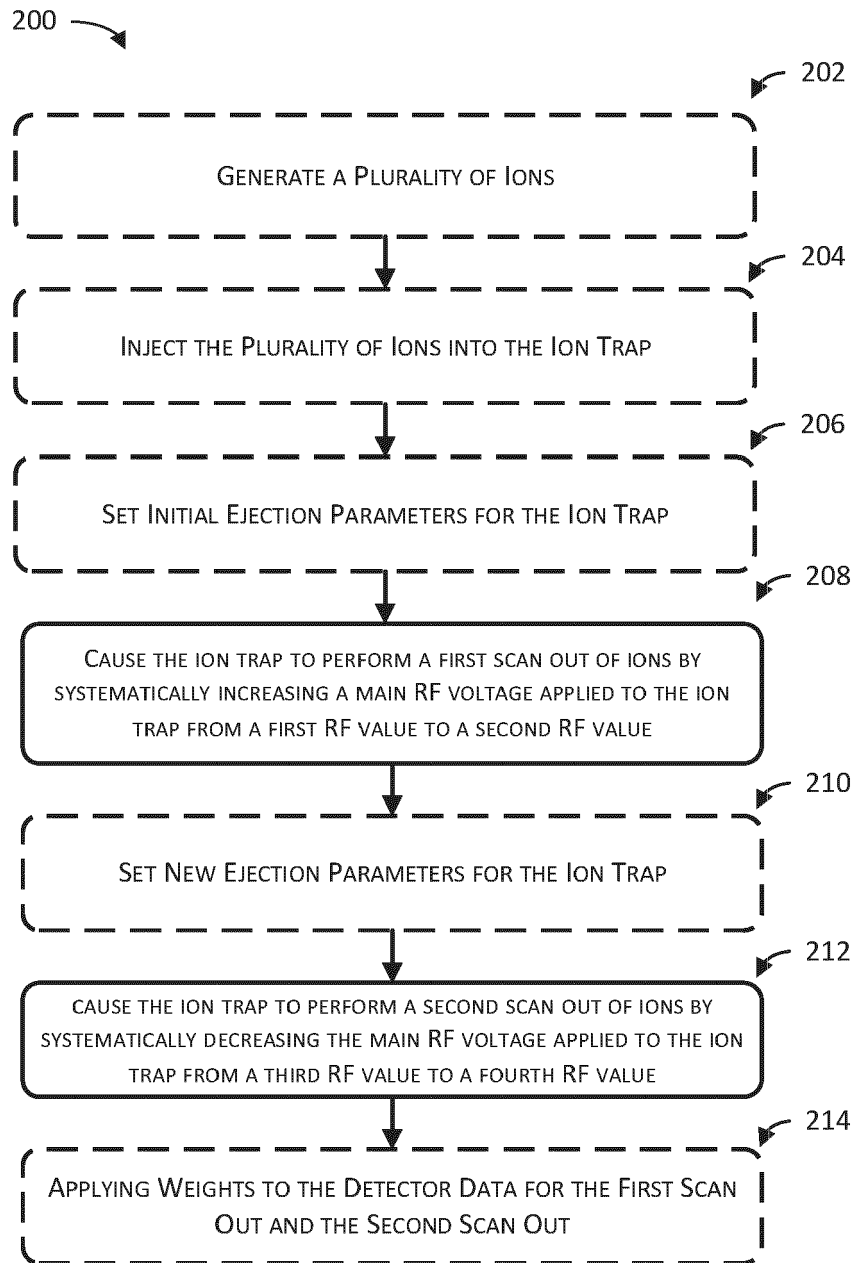 200
202
GENERATE A PLURALITY OF IONS
204
INJECT THE PLURALITY OF IONS INTO THE ION TRAP
206
SET INITIAL EJECTION PARAMETERS FOR THE ION TRAP
208
CAUSE THE ION TRAP TO PERFORM A FIRST SCAN OUT OF IONS BY
SYSTEMATICALLY INCREASING A MAIN RF VOLTAGE APPLIED TO THE ION
TRAP FROM A FIRST RF VALUE TO A SECOND RF VALUE
210
SET NEW EJECTION PARAMETERS FOR THE ION TRAP
212
CAUSE THE ION TRAP TO PERFORM A SECOND SCAN OUT OF IONS BY
SYSTEMATICALLY DECREASING THE MAIN RF VOLTAGE APPLIED TO THE ION
TRAP FROM A THIRD RF VALUE TO A FOURTH RF VALUE
214
APPLYING WEIGHTS TO THE DETECTOR DATA FOR THE FIRST SCAN
OUT AND THE SECOND SCAN OUT